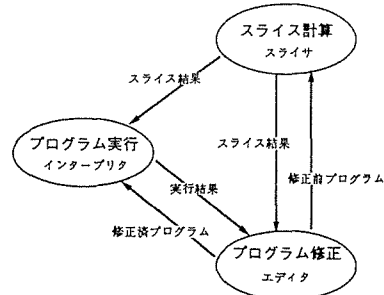 スライス計算
スライサ
スライス結果
プログラム実行
インタープリタ
スライス結果
実行結果
修正前プログラム
修正済プログラム
プログラム修正
エディタ